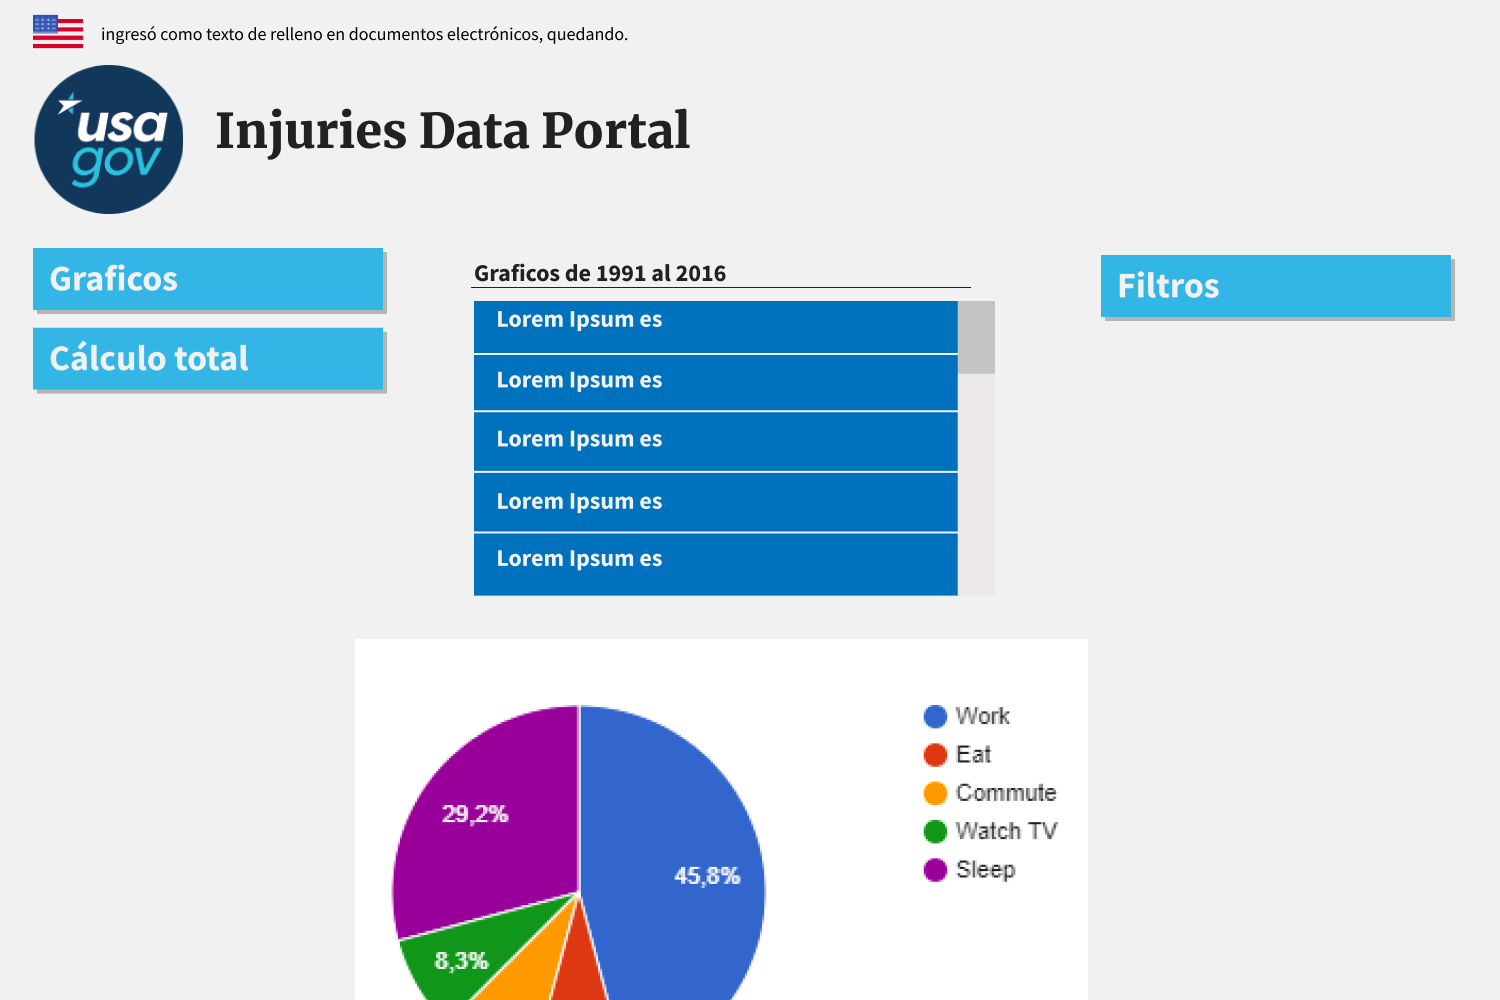 ingresó como texto de relleno en documentos electrónicos, quedando.
usa
gov
Injuries Data Portal
Graficos
Cálculo total
Graficos de 1991 al 2016
Lorem Ipsum es
Lorem Ipsum es
Lorem Ipsum es
Lorem Ipsum es
Lorem Ipsum es
Filtros
29,2%
45,8%
8,3%
Work
Eat
Commute
Watch TV
Sleep